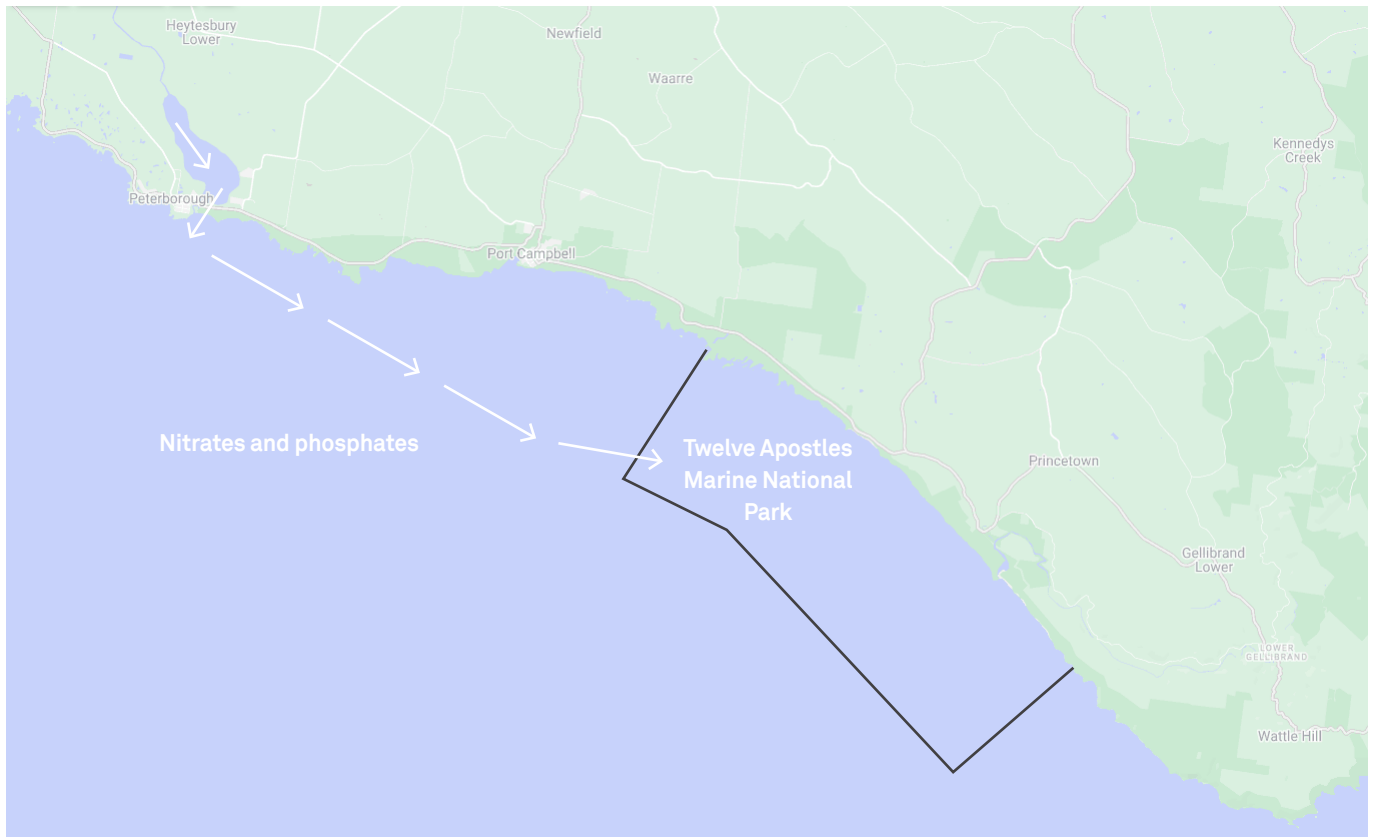 Heytesbury
Lower
Newfield
Waarre
Kennedys
Creek
Peterborough
Port Campbell
Nitrates and phosphates
Twelve Apostles
Marine National
Park
Princetown
Gellibrand
Lower
LOWER
GELLIBRAND
Wattle Hill